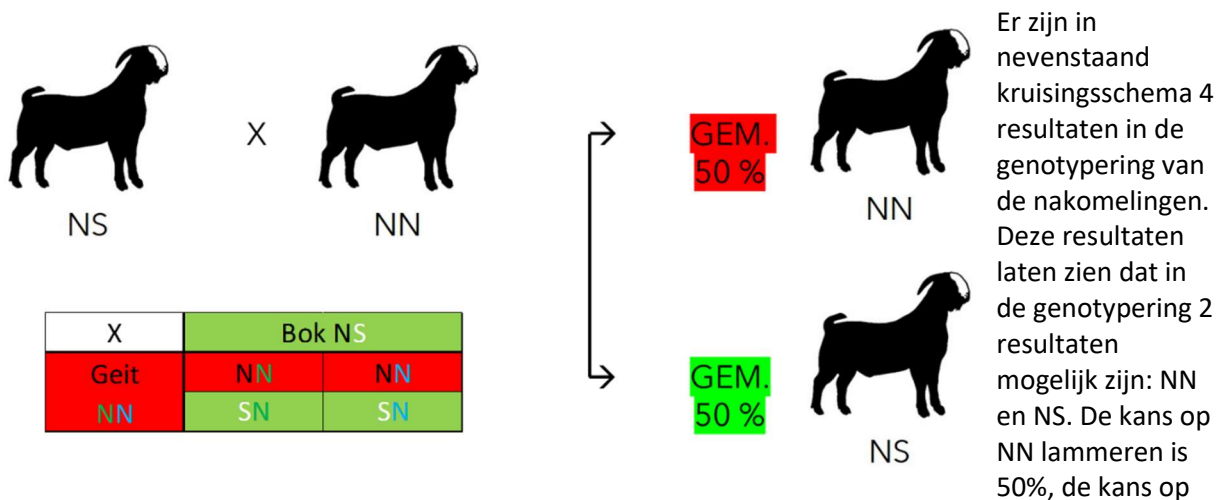 NS
X
NN
GEM.
50 %
NN
GEM.
50 %
NS
X Bok NS
Geit NN NN
NN SN SN
Er zijn in
nevenstaand
kruisingsschema 4
resultaten in de
genotypering van
de nakomelingen.
Deze resultaten
laten zien dat in
de genotypering 2
resultaten
mogelijk zijn: NN
en NS. De kans op
NN lammeren is
50%, de kans op